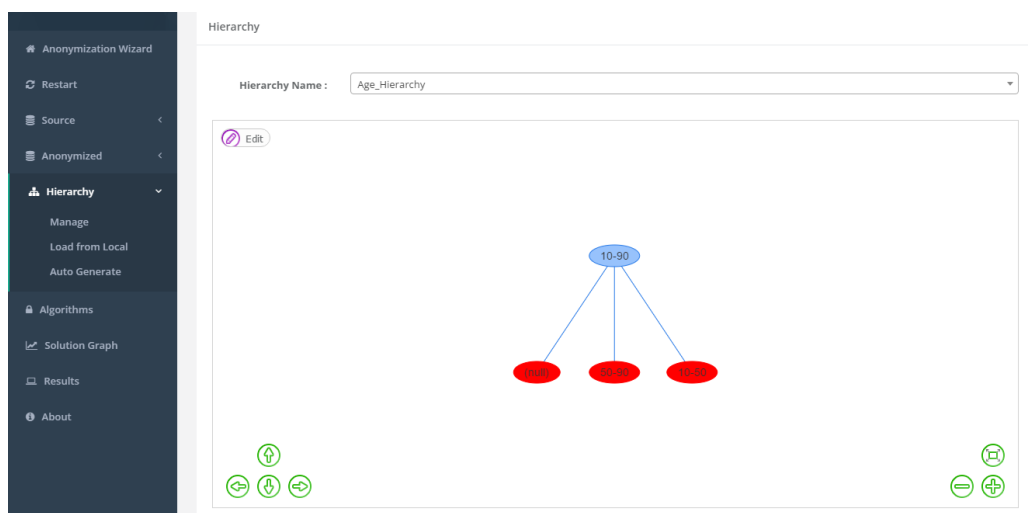 Hierarchy
Anonymization Wizard
Restart
Source
Anonymized
Hierarchy
Manage
Load from Local
Auto Generate
Algorithms
Solution Graph
Results
About
Hierarchy Name :
Age_Hierarchy
Edit
10-90
(null) 50-90 10-50